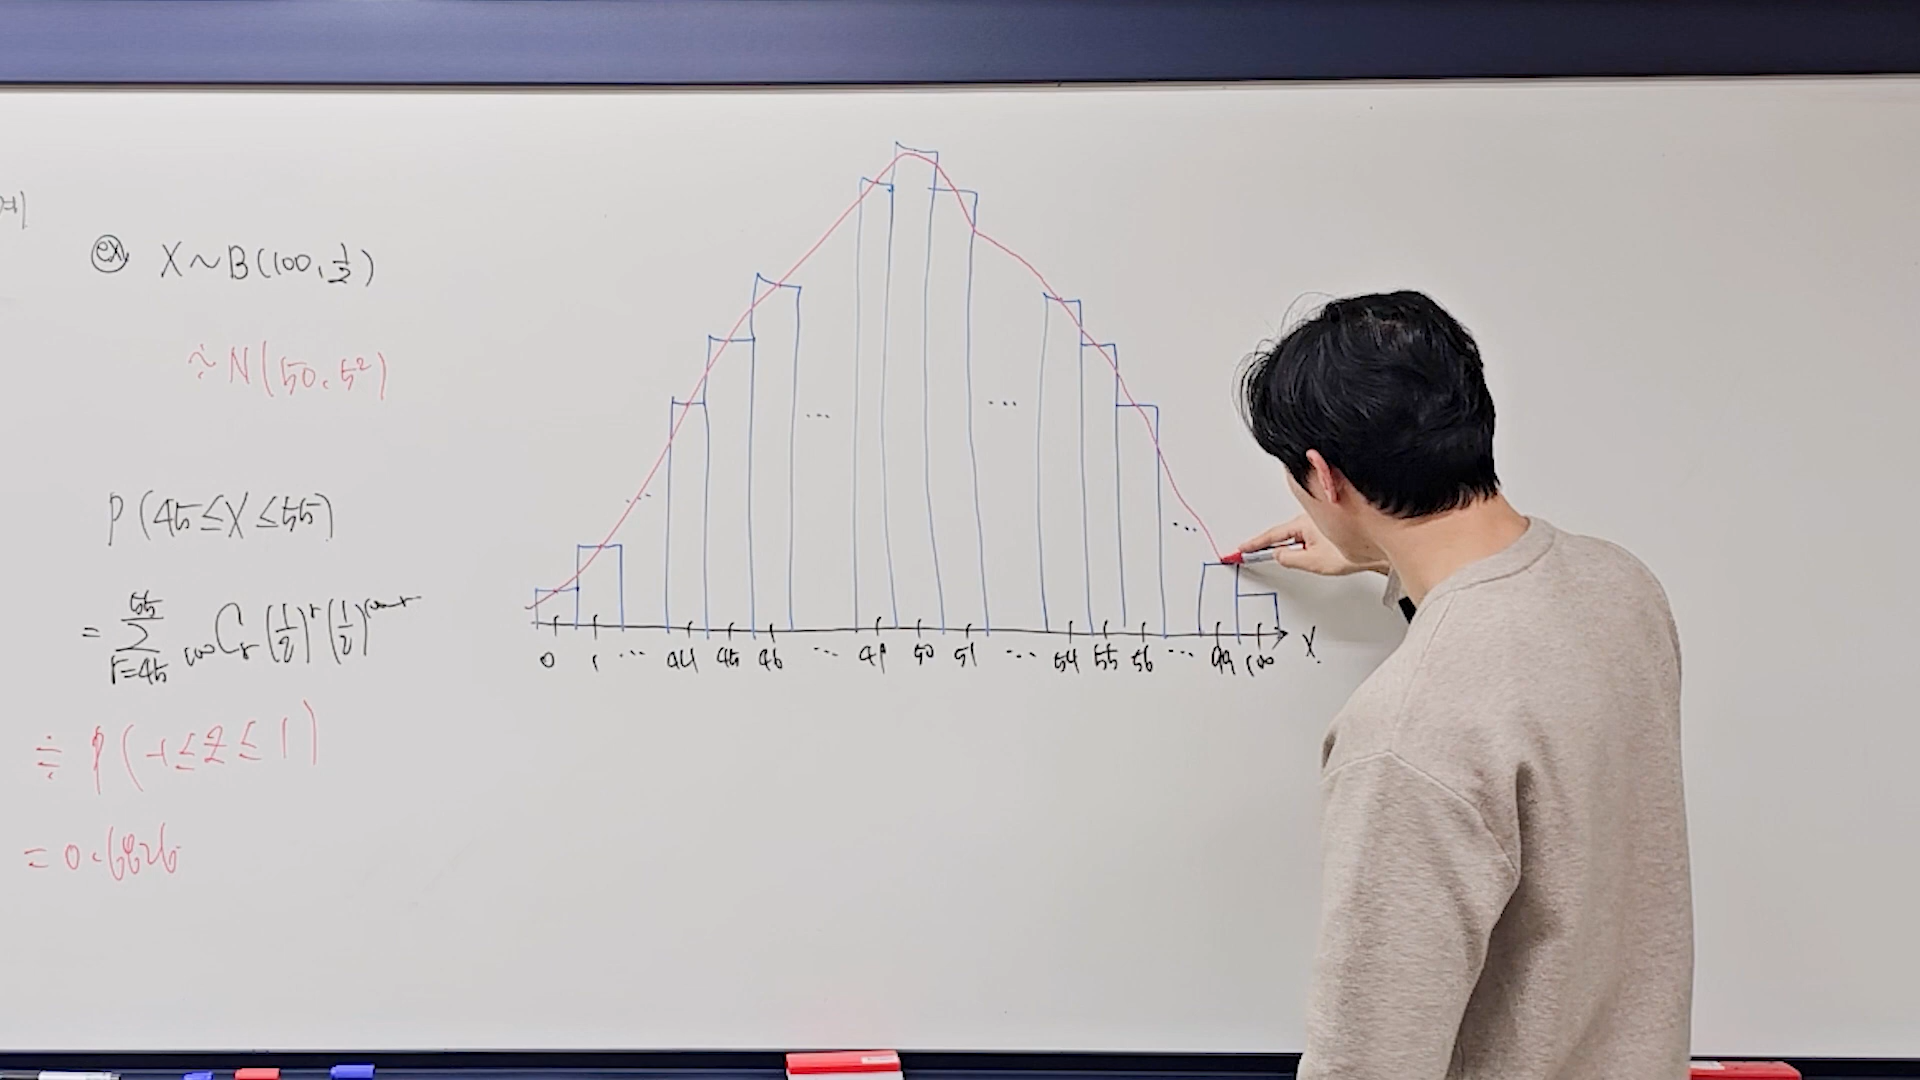 ex X~B(100, 1/2)
≈ N(50, 5²)
P(45≤X≤55)
= 55 Σ r=45 100Cr (1/2)^r (1/2)^100-r
≒ P(-1≤Z≤1)
= 0.6826
... ... ... ...
0 1 ... 44 45 46 ... 49 50 51 ... 54 55 56 ... 99 100 X